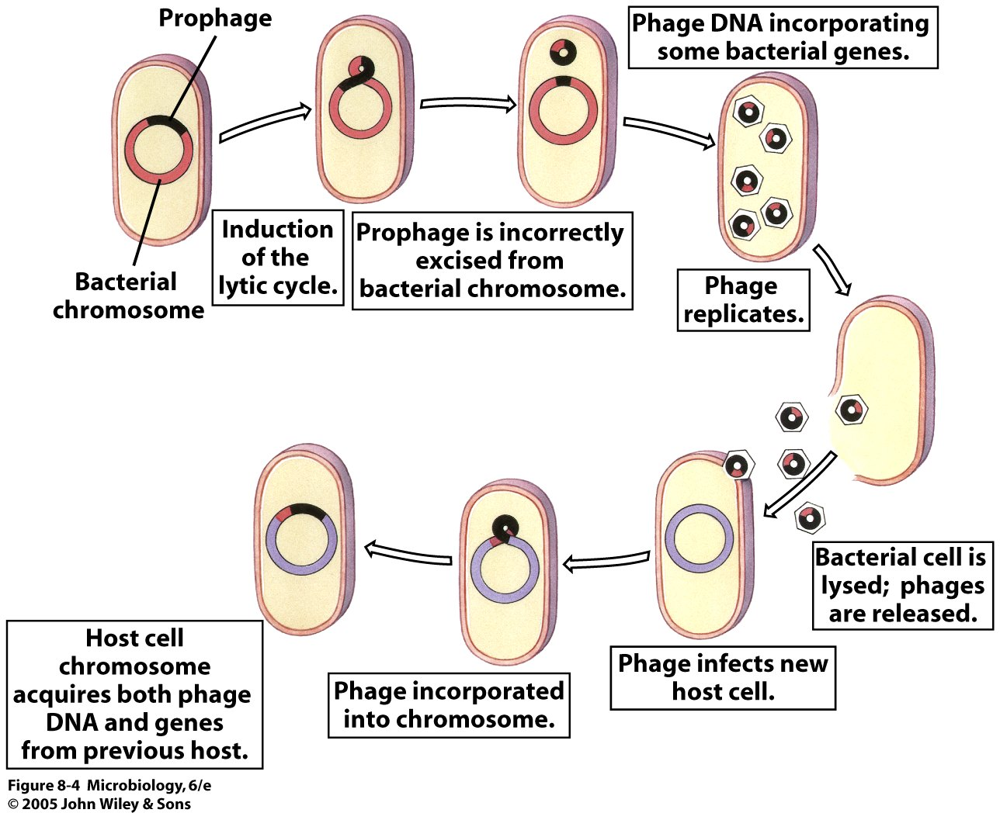 Prophage
Bacterial
chromosome
Induction
of the
lytic cycle.
Prophage is incorrectly
excised from
bacterial chromosome.
Phage DNA incorporating
some bacterial genes.
Phage
replicates.
Bacterial cell is
lysed; phages
are released.
Phage infects new
host cell.
Phage incorporated
into chromosome.
Host cell
chromosome
acquires both phage
DNA and genes
from previous host.
Figure 8-4 Microbiology, 6/e
© 2005 John Wiley & Sons